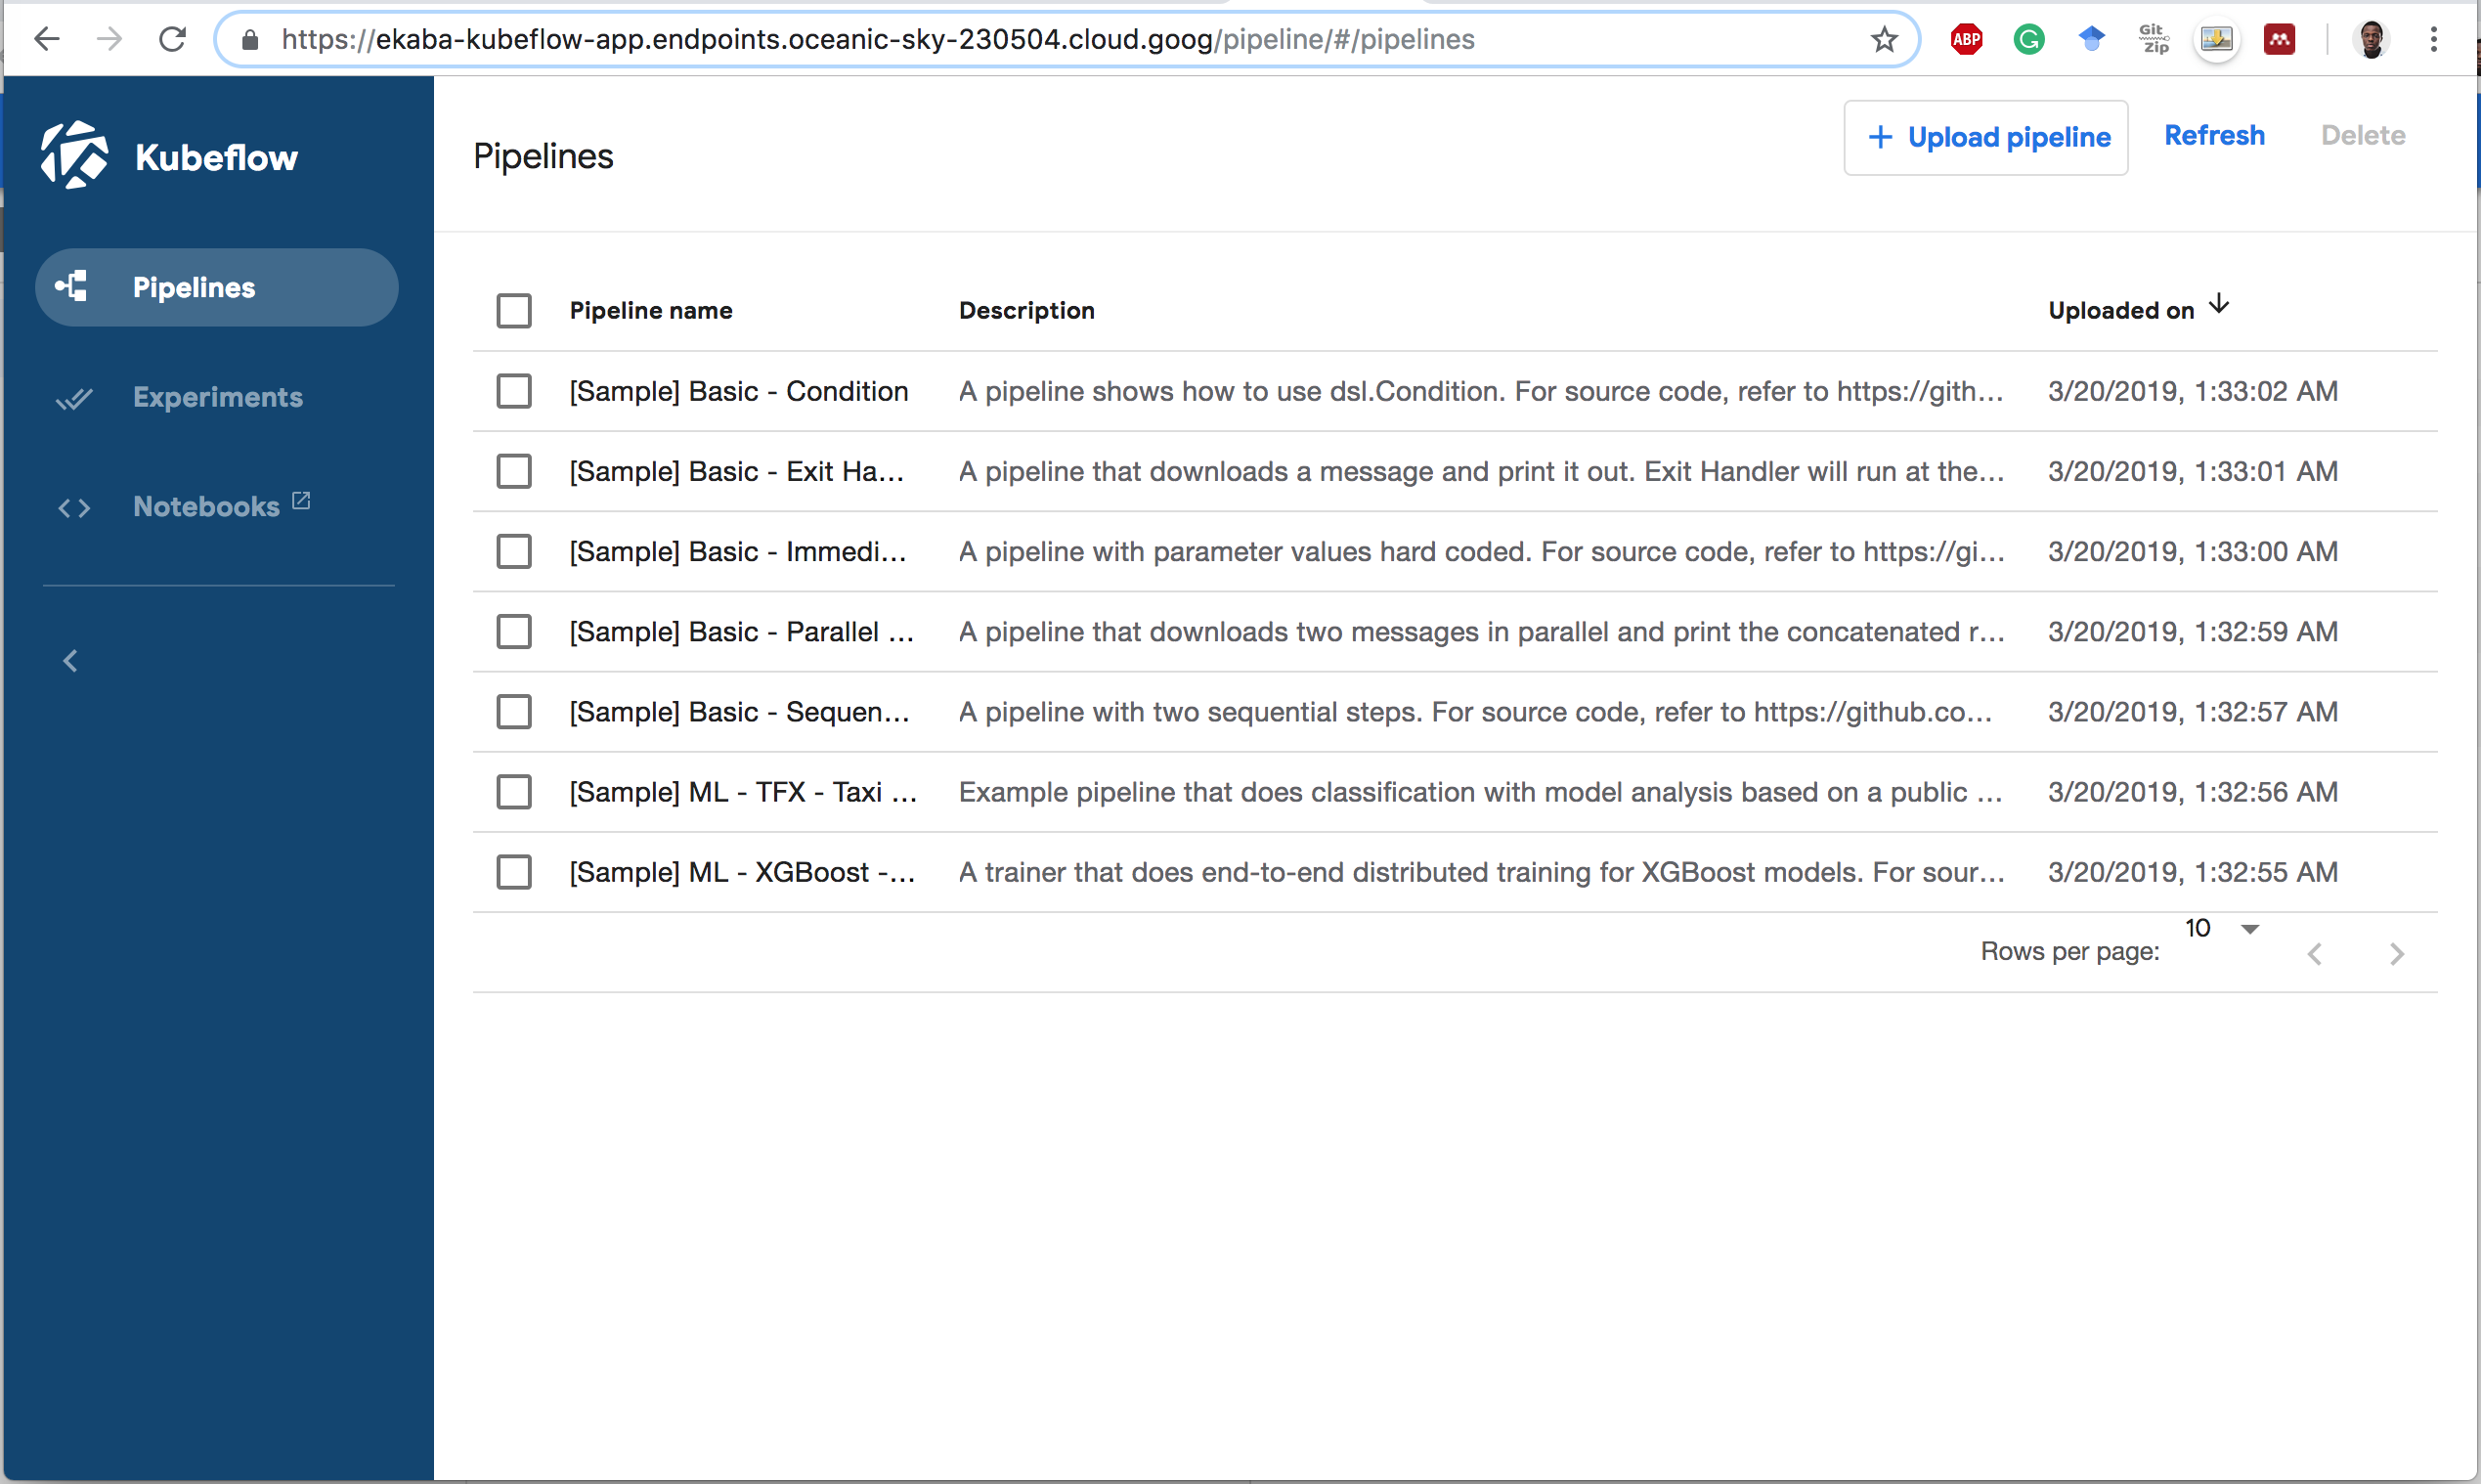 https://ekaba-kubeflow-app.endpoints.oceanic-sky-230504.cloud.goog/pipeline/#/pipelines
ABP
G
Git
Zip
Kubeflow
Pipelines
+ Upload pipeline
Refresh
Delete
Pipelines
Experiments
Notebooks
Pipeline name Description Uploaded on
[Sample] Basic - Condition A pipeline shows how to use dsl.Condition. For source code, refer to https://gith... 3/20/2019, 1:33:02 AM
[Sample] Basic - Exit Ha... A pipeline that downloads a message and print it out. Exit Handler will run at the... 3/20/2019, 1:33:01 AM
[Sample] Basic - Immedi... A pipeline with parameter values hard coded. For source code, refer to https://gi... 3/20/2019, 1:33:00 AM
[Sample] Basic - Parallel ... A pipeline that downloads two messages in parallel and print the concatenated r... 3/20/2019, 1:32:59 AM
[Sample] Basic - Sequen... A pipeline with two sequential steps. For source code, refer to https://github.co... 3/20/2019, 1:32:57 AM
[Sample] ML - TFX - Taxi ... Example pipeline that does classification with model analysis based on a public ... 3/20/2019, 1:32:56 AM
[Sample] ML - XGBoost -... A trainer that does end-to-end distributed training for XGBoost models. For sour... 3/20/2019, 1:32:55 AM
Rows per page: 10